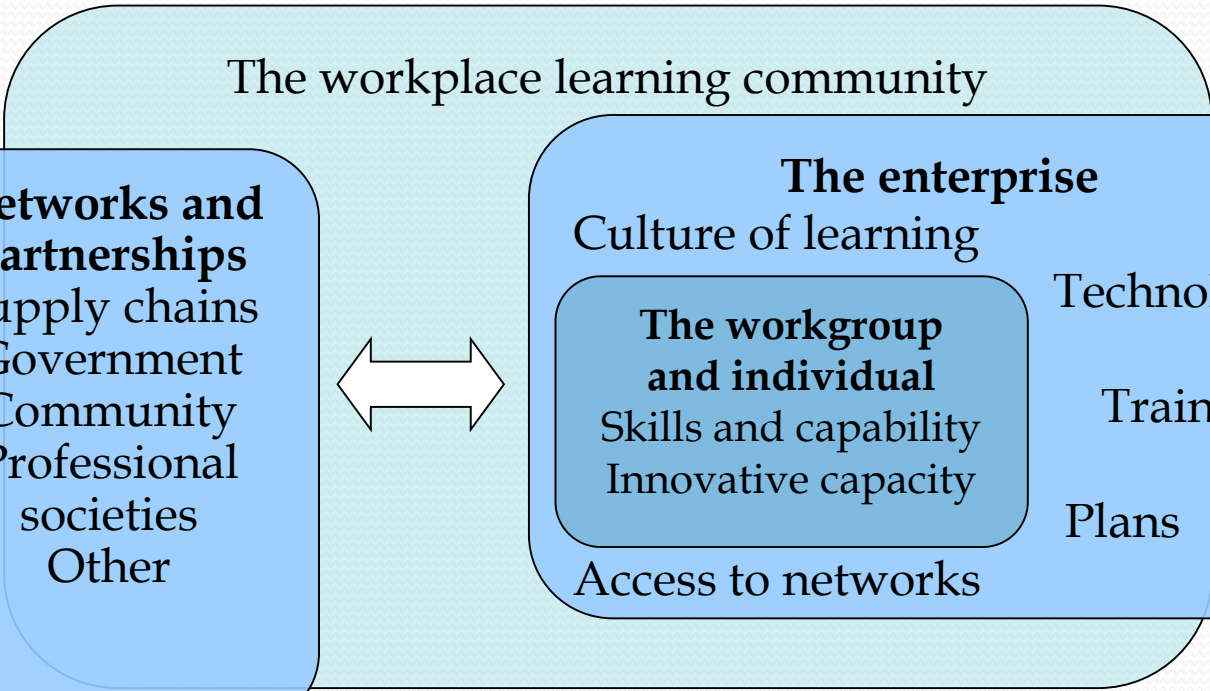 The workplace learning community
etworks and
artnerships
upply chains
Government
Community
Professional
societies
Other
The enterprise
Culture of learning
Techno
The workgroup
and individual
Skills and capability
Innovative capacity
Train
Plans
Access to networks